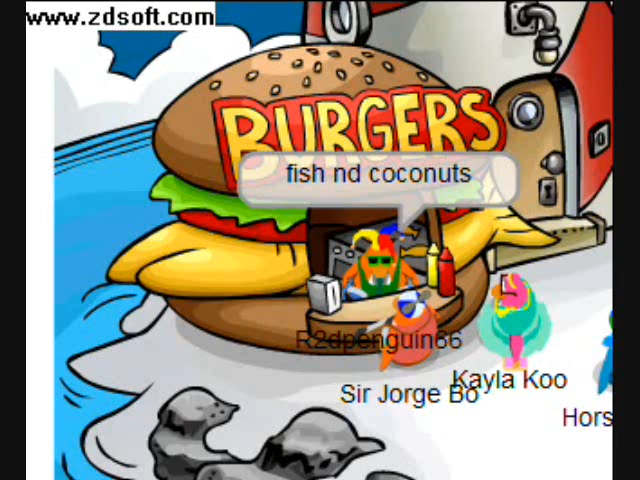 www.zdsoft.com
BURGERS
fish nd coconuts
R2dpenguin66
Kayla Koo
Sir Jorge Bo
Hors